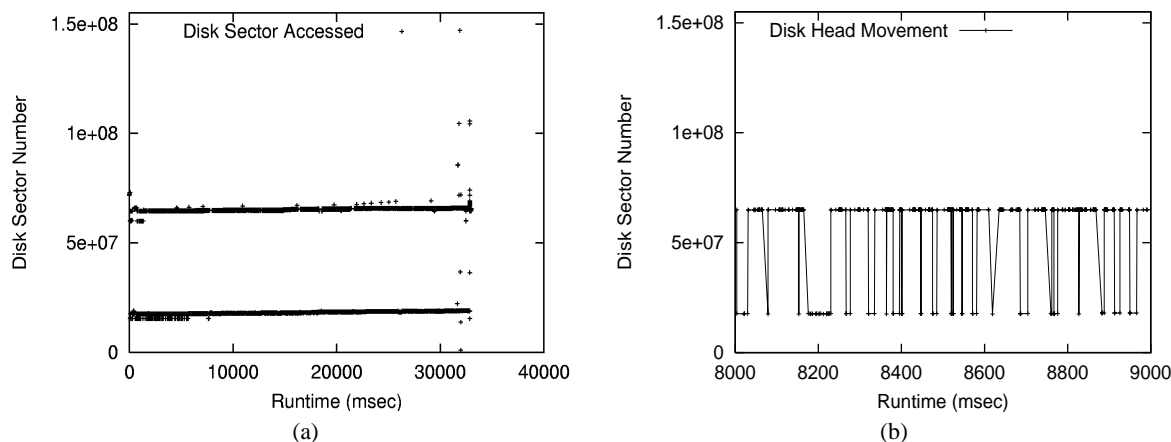 1.5e+08
Disk Sector Accessed
1e+08
5e+07
0
Disk Sector Number
0 10000 20000 30000 40000
Runtime (msec)
(a)
1.5e+08
Disk Head Movement
1e+08
5e+07
0
Disk Sector Number
8000 8200 8400 8600 8800 9000
Runtime (msec)
(b)